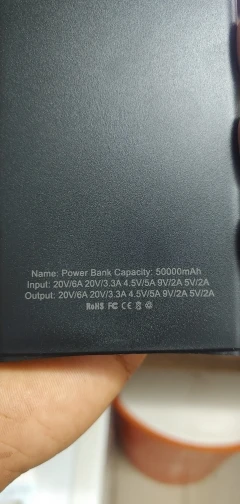 Name: Power Bank Capacity: 50000mAh
Input: 20V/6A 20V/3.3A 4.5V/5A 9V/2A 5V/2A
Output: 20V/6A 20V/3.3A 4.5V/5A 9V/2A 5V/2A
RoHS FC CE